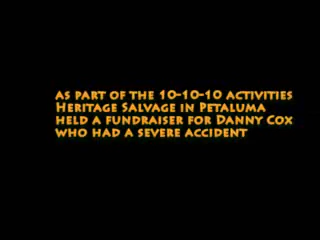 as part of the 10-10-10 activities
Heritage Salvage in Petaluma
held a fundraiser for Danny Cox
who had a severe accident